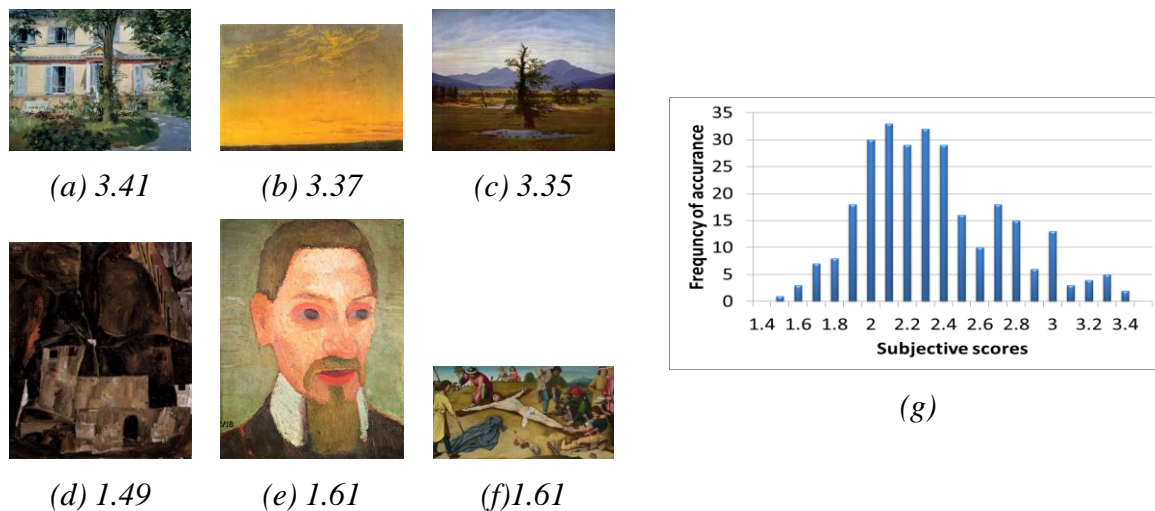 (a) 3.41
(b) 3.37
(c) 3.35
(d) 1.49
(e) 1.61
(f)1.61
Frequncy of accurance
35
30
25
20
15
10
5
0
1.4 1.6 1.8 2 2.2 2.4 2.6 2.8 3 3.2 3.4
Subjective scores
(g)